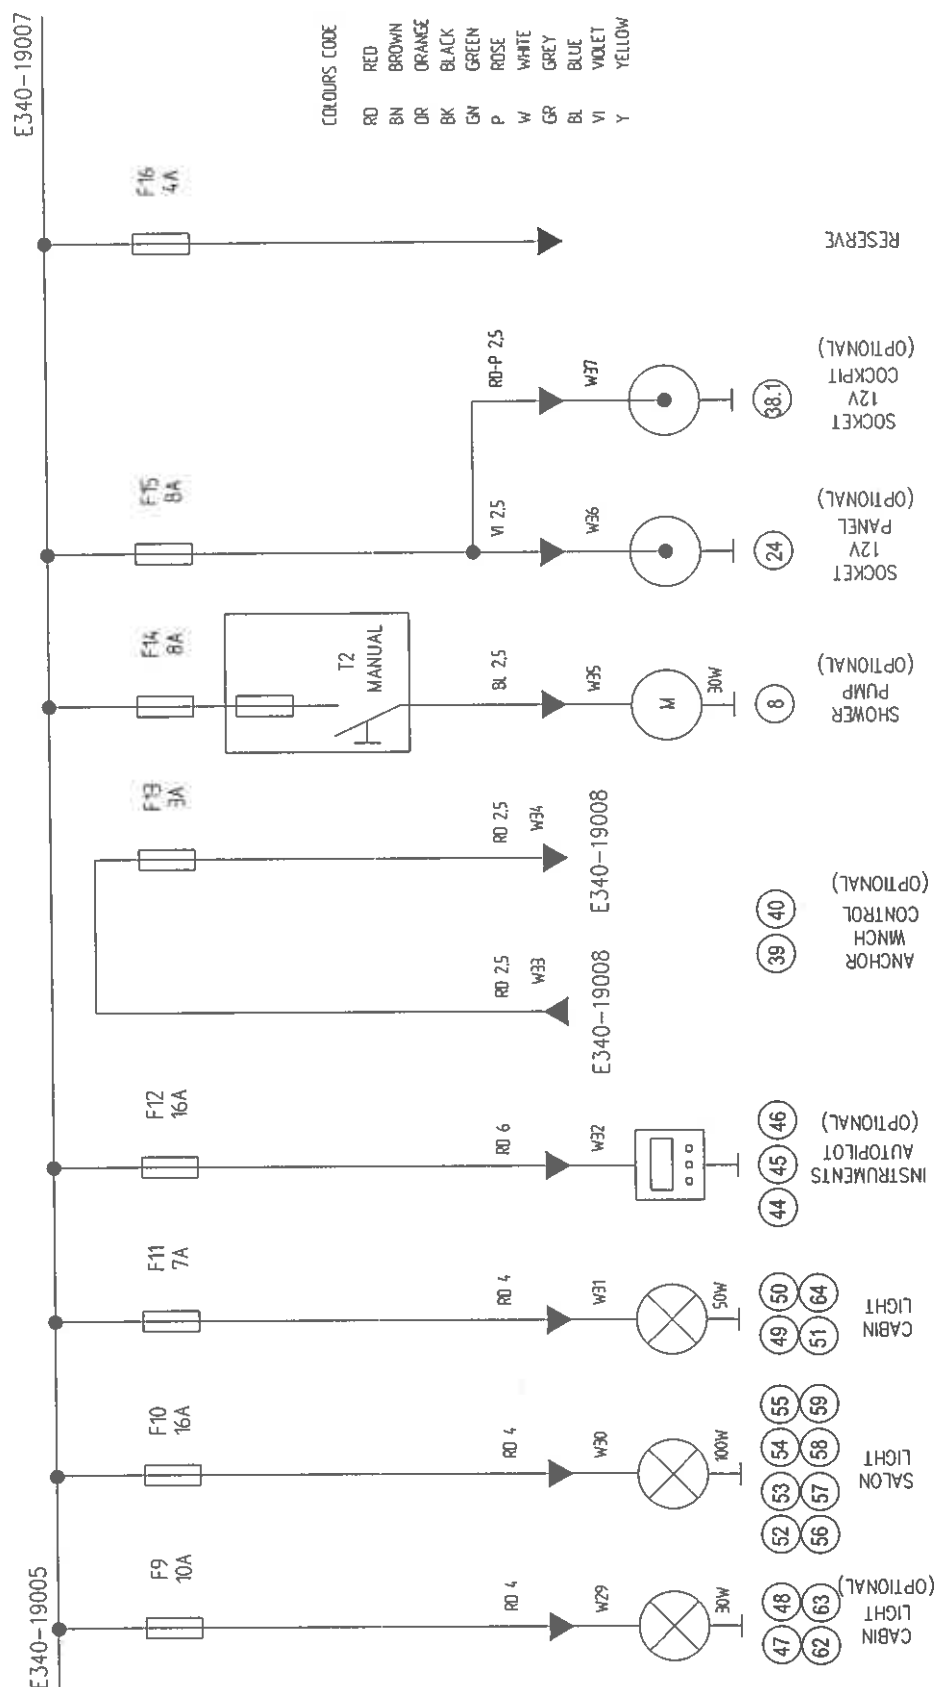 E340-19005
E340-19007
F9
10A
RD 4
W29
30W
47
48
62
63
CABIN
LIGHT
(OPTIONAL)
F10
16A
RD 4
W30
100W
52
53
54
55
56
57
58
59
SALON
LIGHT
F11
7A
RD 4
W31
50W
49
50
51
64
CABIN
LIGHT
F12
16A
RD 6
W32
44
45
46
INSTRUMENTS
AUTOPILOT
(OPTIONAL)
RD 2,5
W33
E340-19008
F13
3A
RD 2,5
W34
E340-19008
39
40
ANCHOR
WINCH
CONTROL
(OPTIONAL)
F14
8A
T2
MANUAL
BL 2,5
W35
M
30W
8
SHOWER
PUMP
(OPTIONAL)
F15
8A
VI 2,5
W36
24
SOCKET
12V
PANEL
(OPTIONAL)
RD-P 2,5
W37
38.1
SOCKET
12V
COCKPIT
(OPTIONAL)
F16
4A
RESERVE
COLOURS CODE
RD RED
BN BROWN
OR ORANGE
BK BLACK
GN GREEN
P ROSE
W WHITE
GR GREY
BL BLUE
VI VIOLET
Y YELLOW